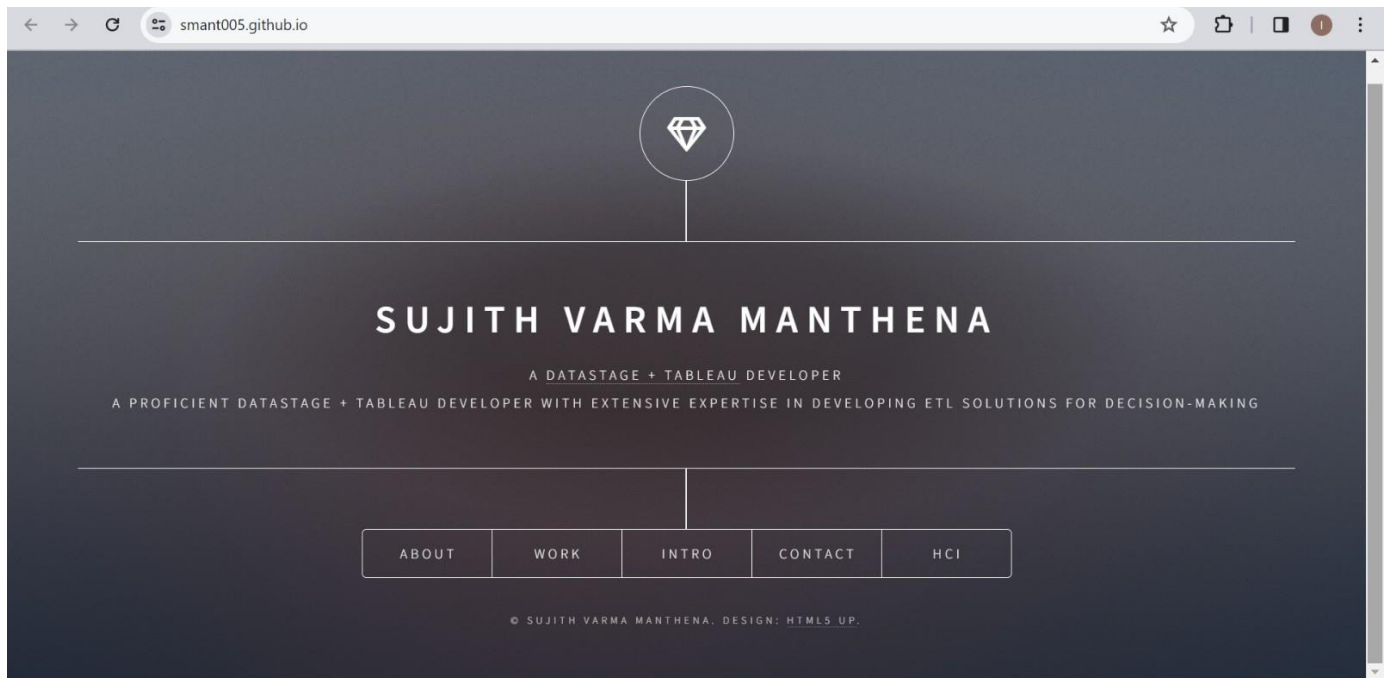 smant005.github.io
SUJITH VARMA MANTHENA
A DATASTAGE + TABLEAU DEVELOPER
A PROFICIENT DATASTAGE + TABLEAU DEVELOPER WITH EXTENSIVE EXPERTISE IN DEVELOPING ETL SOLUTIONS FOR DECISION-MAKING
ABOUT WORK INTRO CONTACT HCI
© SUJITH VARMA MANTHENA. DESIGN: HTML5 UP.